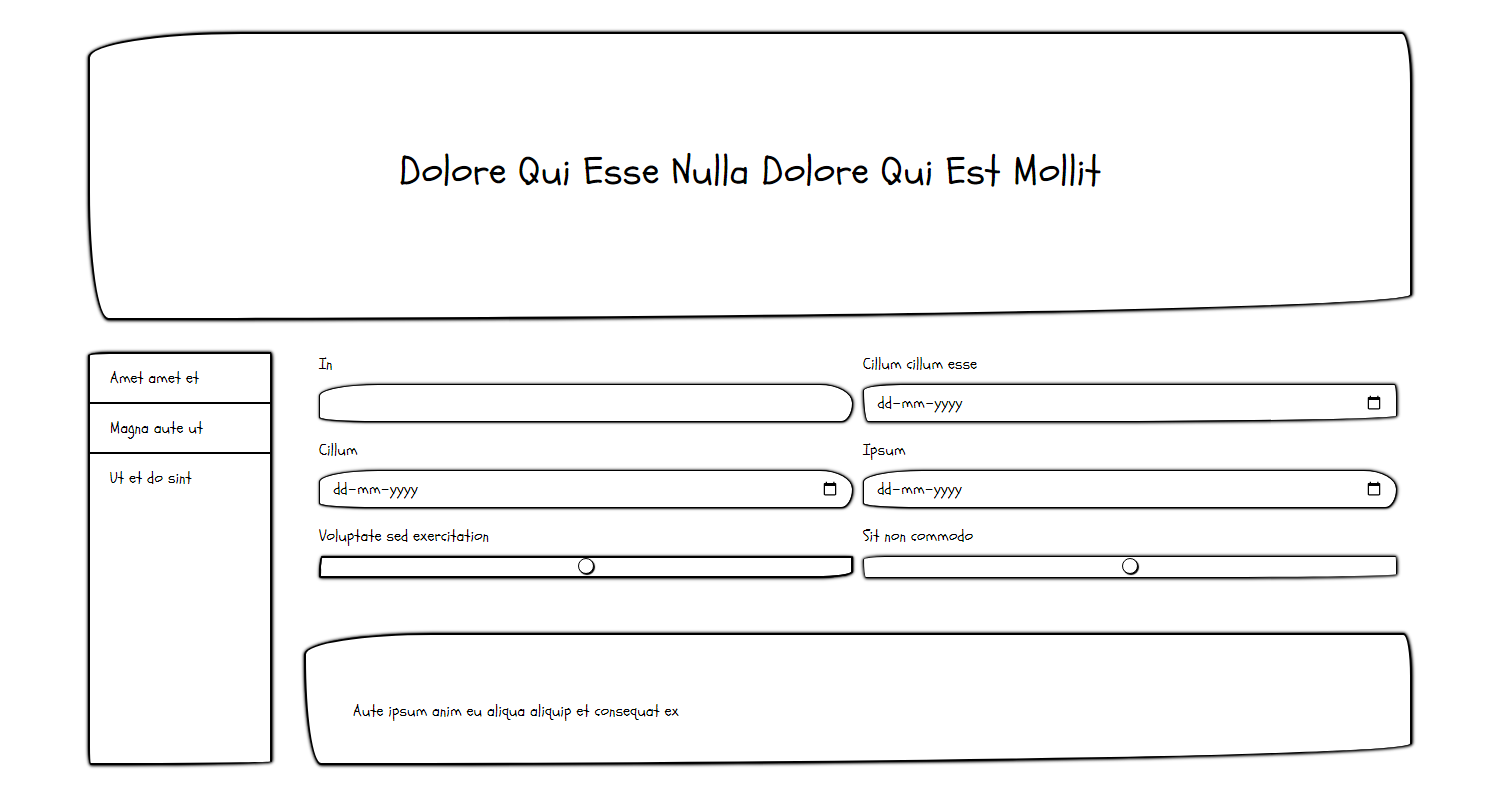 Dolore Qui Esse Nulla Dolore Qui Est Mollit
Amet amet et
Magna aute ut
Ut et do sint
In
Cillum cillum esse
dd-mm-yyyy
Cillum
Ipsum
dd-mm-yyyy
dd-mm-yyyy
Voluptate sed exercitation
Sit non commodo
Aute ipsum anim eu aliqua aliquip et consequat ex